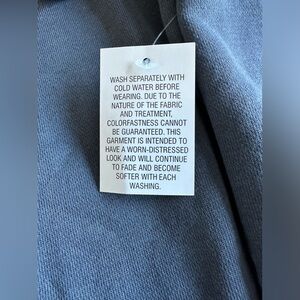 WASH SEPARATELY WITH
COLD WATER BEFORE
WEARING. DUE TO THE
NATURE OF THE FABRIC
AND TREATMENT,
COLORFASTNESS CANNOT
BE GUARANTEED. THIS
GARMENT IS INTENDED TO
HAVE A WORN-DISTRESSED
LOOK AND WILL CONTINUE
TO FADE AND BECOME
SOFTER WITH EACH
WASHING.